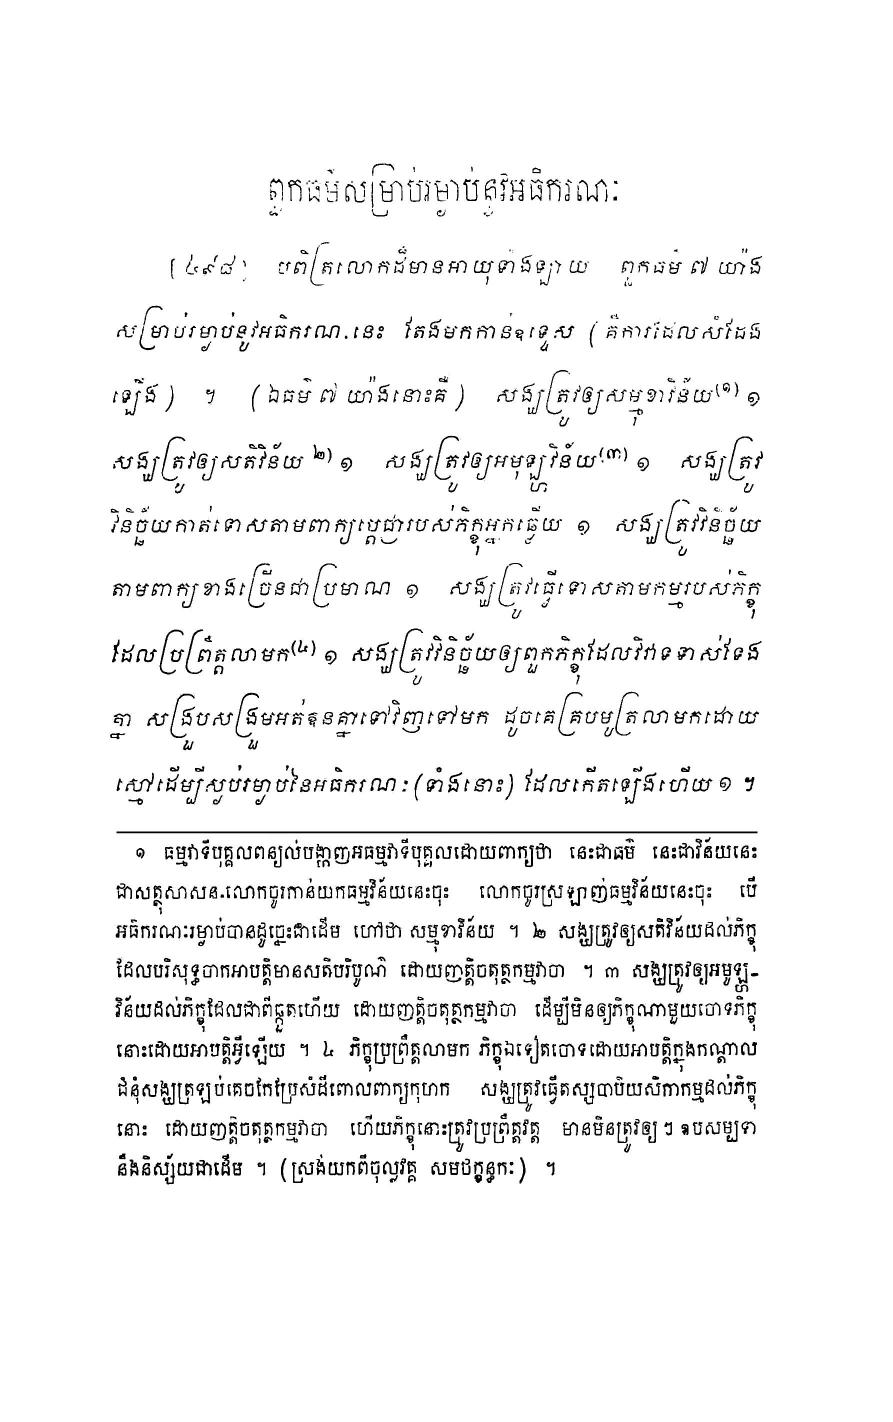 ពួកធម៌សម្រាប់រម្ងាប់នូវអធិករណៈ
[៤៩៨] បពិត្រលោកដ៏មានអាយុទាំងឡាយ ពួកធម៌ ៧ យ៉ាង
សម្រាប់រម្ងាប់នូវអធិករណៈនេះ តែងមកកាន់ឧទ្ទេស (គឺការដែលសំដែង
ឡើង) ។ (ឯធម៌ ៧ យ៉ាងនោះគឺ) សង្ឃត្រូវឲ្យសម្មុខាវិន័យ(១) ១
សង្ឃត្រូវឲ្យសតិវិន័យ ២) ១ សង្ឃត្រូវឲ្យអមុឡ្ហវិន័យ(៣) ១ សង្ឃត្រូវ
វិនិច្ឆ័យកាត់ទោសតាមពាក្យប្តេជ្ញារបស់ភិក្ខុអ្នកធ្វើយ ១ សង្ឃត្រូវវិនិច្ឆ័យ
តាមពាក្យខាងច្រើនជាប្រមាណ ១ សង្ឃត្រូវធ្វើទោសតាមកម្មរបស់ភិក្ខុ
ដែលប្រព្រឹត្តលាមក(៤) ១ សង្ឃត្រូវវិនិច្ឆ័យឲ្យពួកភិក្ខុដែលវិវាទទាស់ទែង
គ្នា សង្រួបសង្រួមអត់ឱនគ្នាទៅវិញទៅមក ដូចគេគ្របមូត្រលាមកដោយ
ស្មៅដើម្បីស្ងប់រម្ងាប់នៃអធិករណៈ (ទាំងនោះ) ដែលកើតឡើងហើយ ១ ។
១ ធម្មវាទីបុគ្គលពន្យល់បង្ហាញអធម្មវាទីបុគ្គលដោយពាក្យថា នេះជាធម៌ នេះជាវិន័យនេះ
ជាសត្ថុសាសន លោកចូរកាន់យកធម្មវិន័យនេះចុះ លោកចូរស្រឡាញ់ធម្មវិន័យនេះចុះ បើ
អធិករណៈរម្ងាប់បានដូច្នេះជាដើម ហៅថា សម្មុខាវិន័យ ។ ២ សង្ឃត្រូវឲ្យសតិវិន័យដល់ភិក្ខុ
ដែលបរិសុទ្ធចាកអាបត្តិមានសតិបរិបូណ៌ ដោយញត្តិចតុត្ថកម្មវាចា ។ ៣ សង្ឃត្រូវឲ្យអមូឡ្ហ-
វិន័យដល់ភិក្ខុដែលជាពីឆ្កួតហើយ ដោយញត្តិចតុត្ថកម្មវាចា ដើម្បីមិនឲ្យភិក្ខុណាមួយចោទភិក្ខុ
នោះដោយអាបត្តិអ្វីឡើយ ។ ៤ ភិក្ខុប្រព្រឹត្តលាមក ភិក្ខុឯទៀតចោទដោយអាបត្តិក្នុងកណ្តាល
ជំនុំសង្ឃត្រឡប់គេចកែប្រែសំដីពោលពាក្យកុហក សង្ឃត្រូវធ្វើតស្សបាបិយសិកាកម្មដល់ភិក្ខុ
នោះ ដោយញត្តិចតុត្ថកម្មវាចា ហើយភិក្ខុនោះត្រូវប្រព្រឹត្តវត្ត មានមិនត្រូវឲ្យៗ ឧបសម្បទា
និងនិស្ស័យជាដើម ។ (ស្រង់យកពីចុល្លវគ្គ សមថក្ខន្ធកៈ) ។